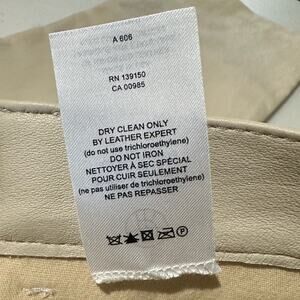 A 606
RN 139150
CA 00985
DRY CLEAN ONLY
BY LEATHER EXPERT
(do not use trichloroethylene)
DO NOT IRON
NETTOYER À SEC SPÉCIAL
POUR CUIR SEULEMENT
(ne pas utiliser de trichloroethylene)
NE PAS REPASSER
P